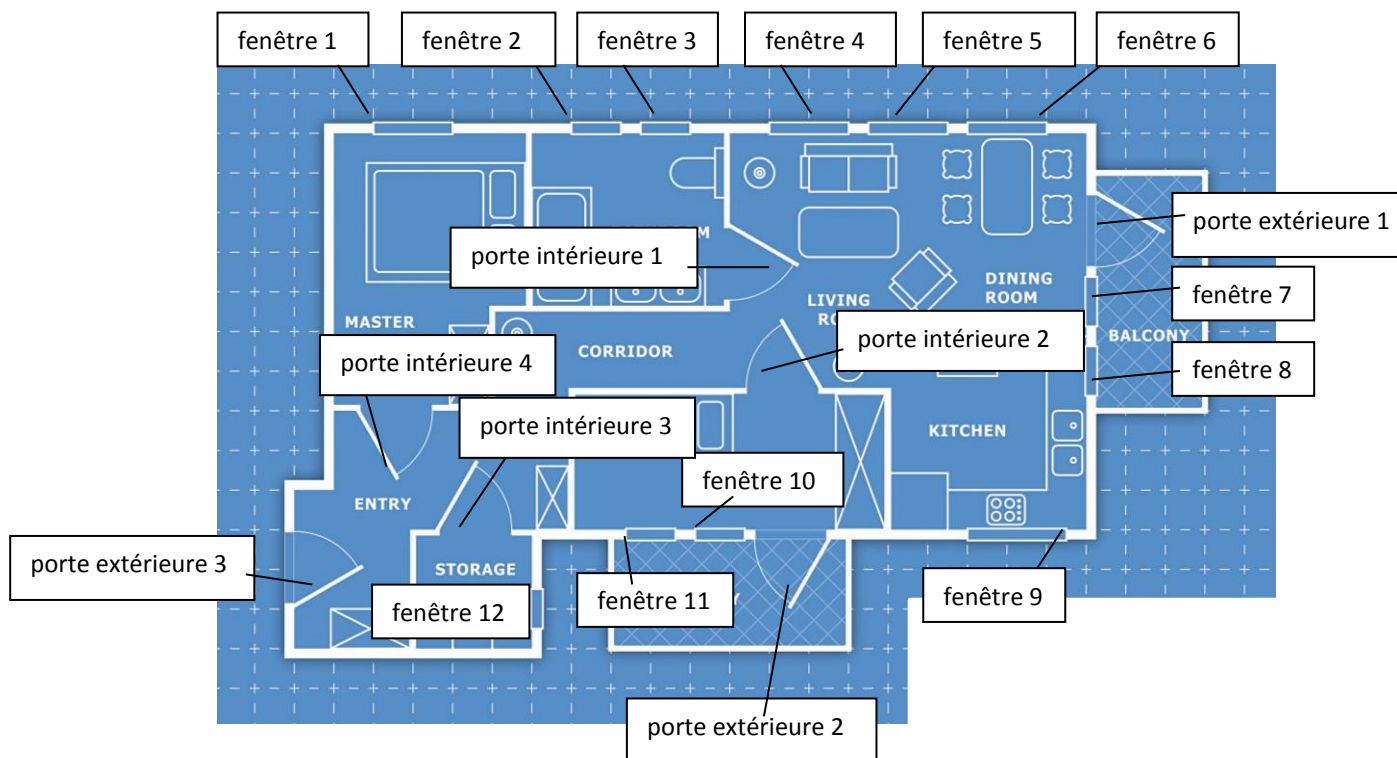 fenêtre 1
fenêtre 2
fenêtre 3
fenêtre 4
fenêtre 5
fenêtre 6
porte extérieure 1
porte intérieure 1
DINING
ROOM
fenêtre 7
LIVING
MASTER
CORRIDOR
porte intérieure 2
BALCONY
porte intérieure 4
fenêtre 8
porte intérieure 3
KITCHEN
fenêtre 10
ENTRY
porte extérieure 3
STORAGE
fenêtre 12
fenêtre 11
fenêtre 9
porte extérieure 2